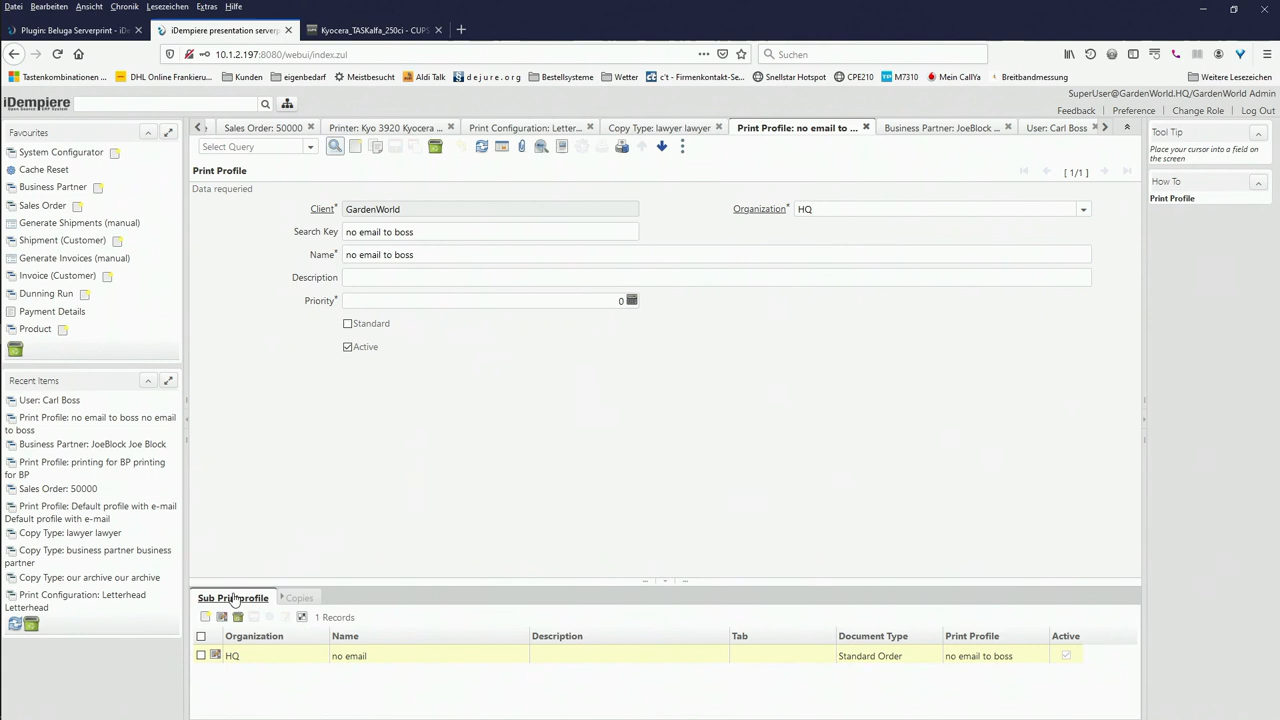 Datei Bearbeiten Ansicht Chronik Lesezeichen Extras Hilfe
Plugin: Beluga Serverprint - iDe
iDempiere presentation serverp
Kyocera_TASKalfa_250ci - CUPS
10.1.2.197:8080/webui/index.zul
Suchen
Tastenkombinationen ...
DHL Online Frankieru...
Kunden
eigenbedarf
Meistbesucht
Aldi Talk
d e j u r e . o r g
Bestellsysteme
Wetter
c't - Firmenkontakt-Se...
Snellstar Hotspot
CPE210
TP M7310
Mein CallYa
Breitbandmessung
Weitere Lesezeichen
iDempiere
Open Source ERP System
SuperUser@GardenWorld.HQ/GardenWorld Admin
Feedback Preference Change Role Log Out
Favourites
System Configurator
Cache Reset
Business Partner
Sales Order
Generate Shipments (manual)
Shipment (Customer)
Generate Invoices (manual)
Invoice (Customer)
Dunning Run
Payment Details
Product
Recent Items
User: Carl Boss
Print Profile: no email to boss no email
to boss
Business Partner: JoeBlock Joe Block
Print Profile: printing for BP printing
for BP
Sales Order: 50000
Print Profile: Default profile with e-mail
Default profile with e-mail
Copy Type: lawyer lawyer
Copy Type: business partner business
partner
Copy Type: our archive our archive
Print Configuration: Letterhead
Letterhead
Sales Order: 50000
Printer: Kyo 3920 Kyocera ...
Print Configuration: Letter...
Copy Type: lawyer lawyer
Print Profile: no email to ...
Business Partner: JoeBlock ...
User: Carl Boss
Select Query
Print Profile
[ 1/1 ]
Data requeried
Client* GardenWorld
Organization* HQ
Search Key no email to boss
Name* no email to boss
Description
Priority* 0
Standard
Active
Sub Print profile
Copies
1 Records
Organization Name Description Tab Document Type Print Profile Active
HQ no email Standard Order no email to boss
Tool Tip
Place your cursor into a field on
the screen
How To
Print Profile